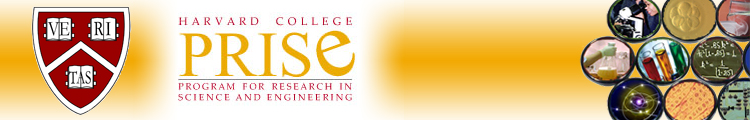 VE RI
TAS
HARVARD COLLEGE
PRISe
PROGRAM FOR RESEARCH IN
SCIENCE AND ENGINEERING